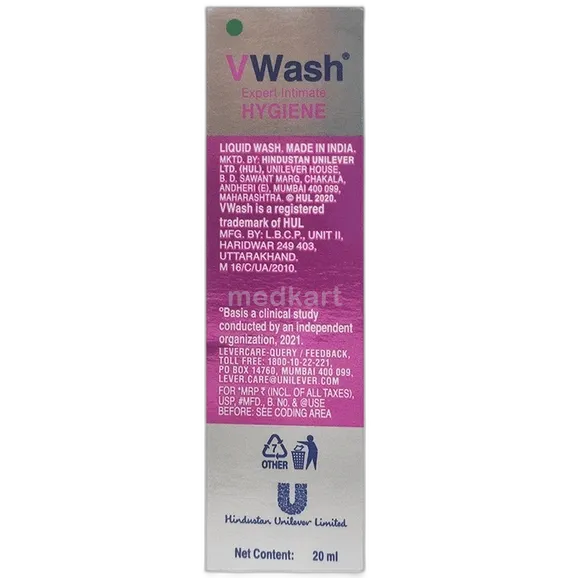 VWash®
Expert Intimate
HYGIENE
LIQUID WASH. MADE IN INDIA.
MKTD. BY: HINDUSTAN UNILEVER
LTD. (HUL), UNILEVER HOUSE,
B. D. SAWANT MARG, CHAKALA,
ANDHERI (E), MUMBAI 400 099,
MAHARASHTRA. © HUL 2020.
VWash is a registered
trademark of HUL
MFG. BY: L.B.C.P., UNIT II,
HARIDWAR 249 403,
UTTARAKHAND.
M 16/C/UA/2010.
medkart
°Basis a clinical study
conducted by an independent
organization, 2021.
LEVERCARE-QUERY / FEEDBACK,
TOLL FREE: 1800-10-22-221,
PO BOX 14760, MUMBAI 400 099,
LEVER.CARE@UNILEVER.COM
FOR *MRP ₹ (INCL. OF ALL TAXES),
USP, #MFD., B. No. & @USE
BEFORE: SEE CODING AREA
7
OTHER
Hindustan Unilever Limited
Net Content: 20 ml